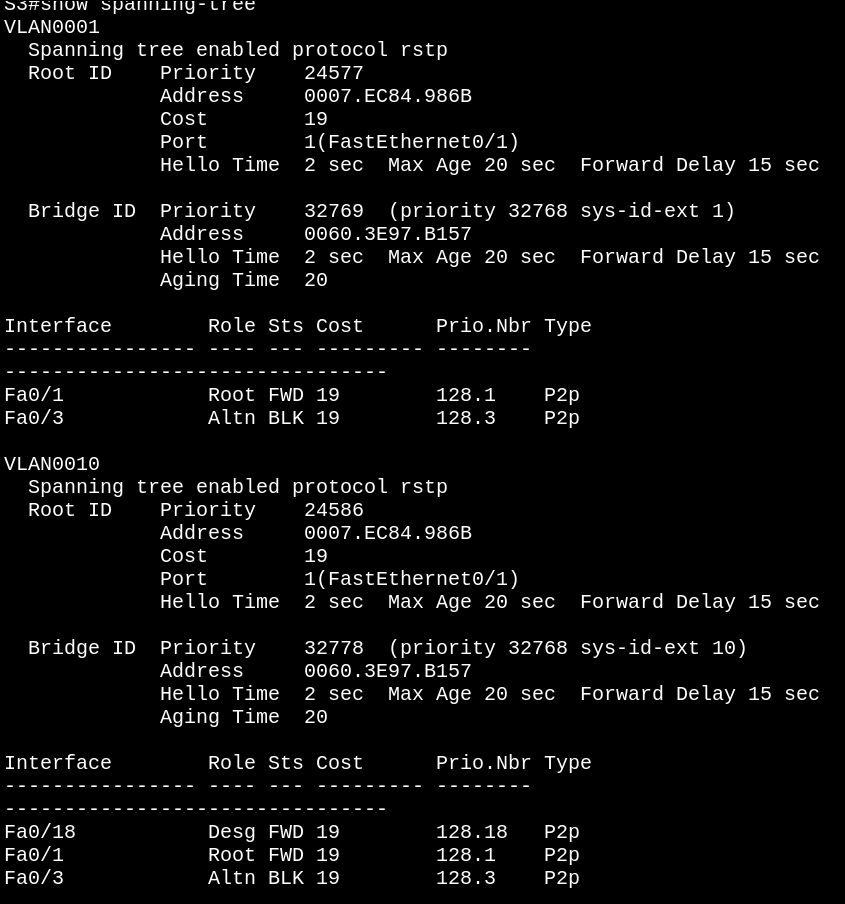 S3#show spanning-tree
VLAN0001
  Spanning tree enabled protocol rstp
  Root ID    Priority    24577
             Address     0007.EC84.986B
             Cost        19
             Port        1(FastEthernet0/1)
             Hello Time  2 sec  Max Age 20 sec  Forward Delay 15 sec

  Bridge ID  Priority    32769  (priority 32768 sys-id-ext 1)
             Address     0060.3E97.B157
             Hello Time  2 sec  Max Age 20 sec  Forward Delay 15 sec
             Aging Time  20

Interface        Role Sts Cost      Prio.Nbr Type
---------------- ---- --- --------- --------
--------------------------------
Fa0/1            Root FWD 19        128.1    P2p
Fa0/3            Altn BLK 19        128.3    P2p

VLAN0010
  Spanning tree enabled protocol rstp
  Root ID    Priority    24586
             Address     0007.EC84.986B
             Cost        19
             Port        1(FastEthernet0/1)
             Hello Time  2 sec  Max Age 20 sec  Forward Delay 15 sec

  Bridge ID  Priority    32778  (priority 32768 sys-id-ext 10)
             Address     0060.3E97.B157
             Hello Time  2 sec  Max Age 20 sec  Forward Delay 15 sec
             Aging Time  20

Interface        Role Sts Cost      Prio.Nbr Type
---------------- ---- --- --------- --------
--------------------------------
Fa0/18           Desg FWD 19        128.18   P2p
Fa0/1            Root FWD 19        128.1    P2p
Fa0/3            Altn BLK 19        128.3    P2p